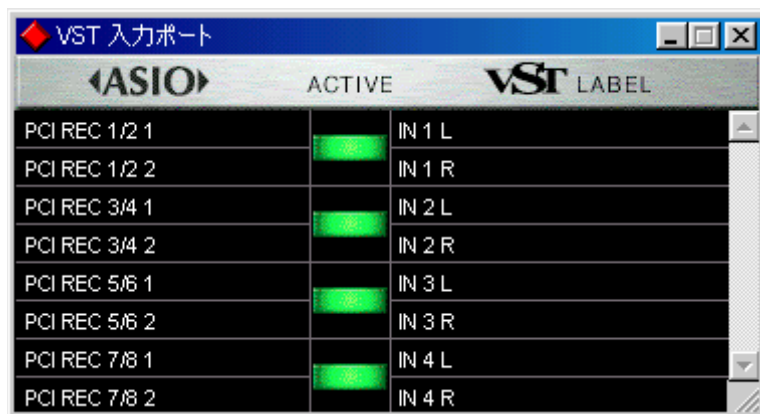 VST 入力ポート
ASIO ACTIVE VST LABEL
PCI REC 1/2 1 IN 1 L
PCI REC 1/2 2 IN 1 R
PCI REC 3/4 1 IN 2 L
PCI REC 3/4 2 IN 2 R
PCI REC 5/6 1 IN 3 L
PCI REC 5/6 2 IN 3 R
PCI REC 7/8 1 IN 4 L
PCI REC 7/8 2 IN 4 R